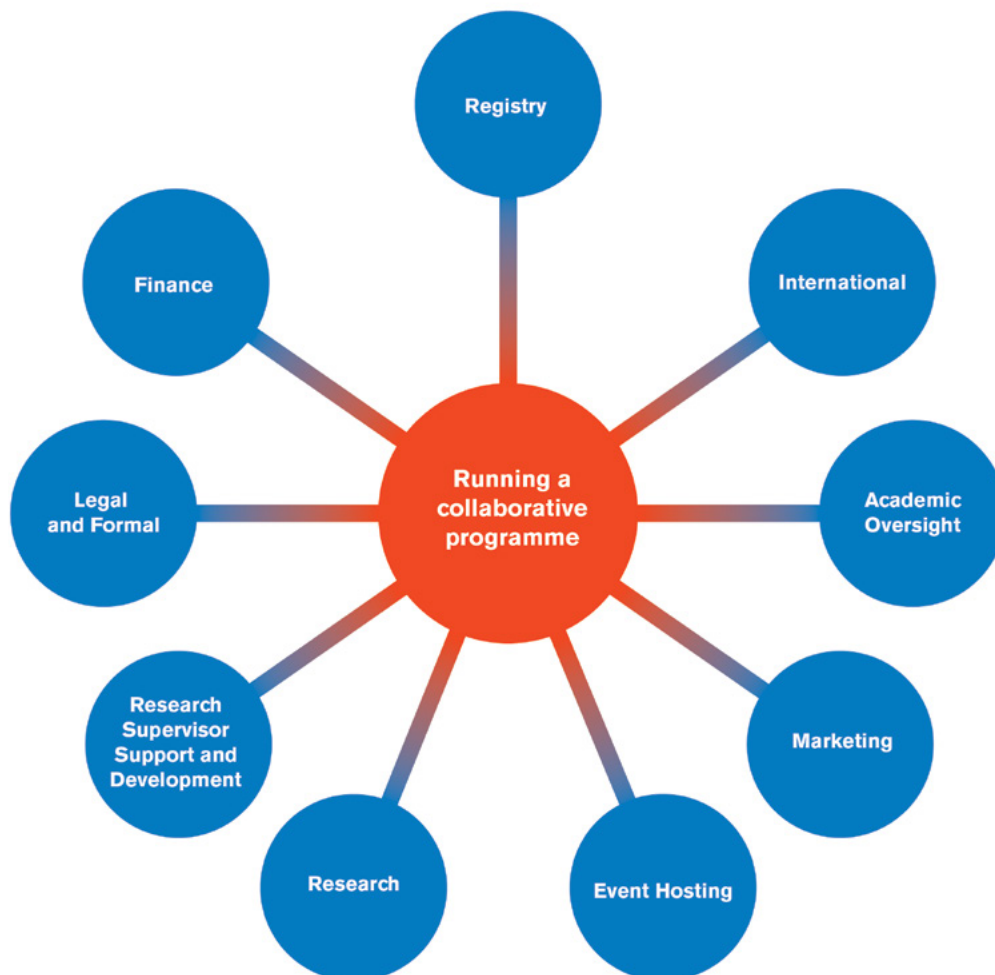 Registry
Finance
International
Running a
collaborative
programme
Legal
and Formal
Academic
Oversight
Research
Supervisor
Support and
Development
Marketing
Research
Event Hosting